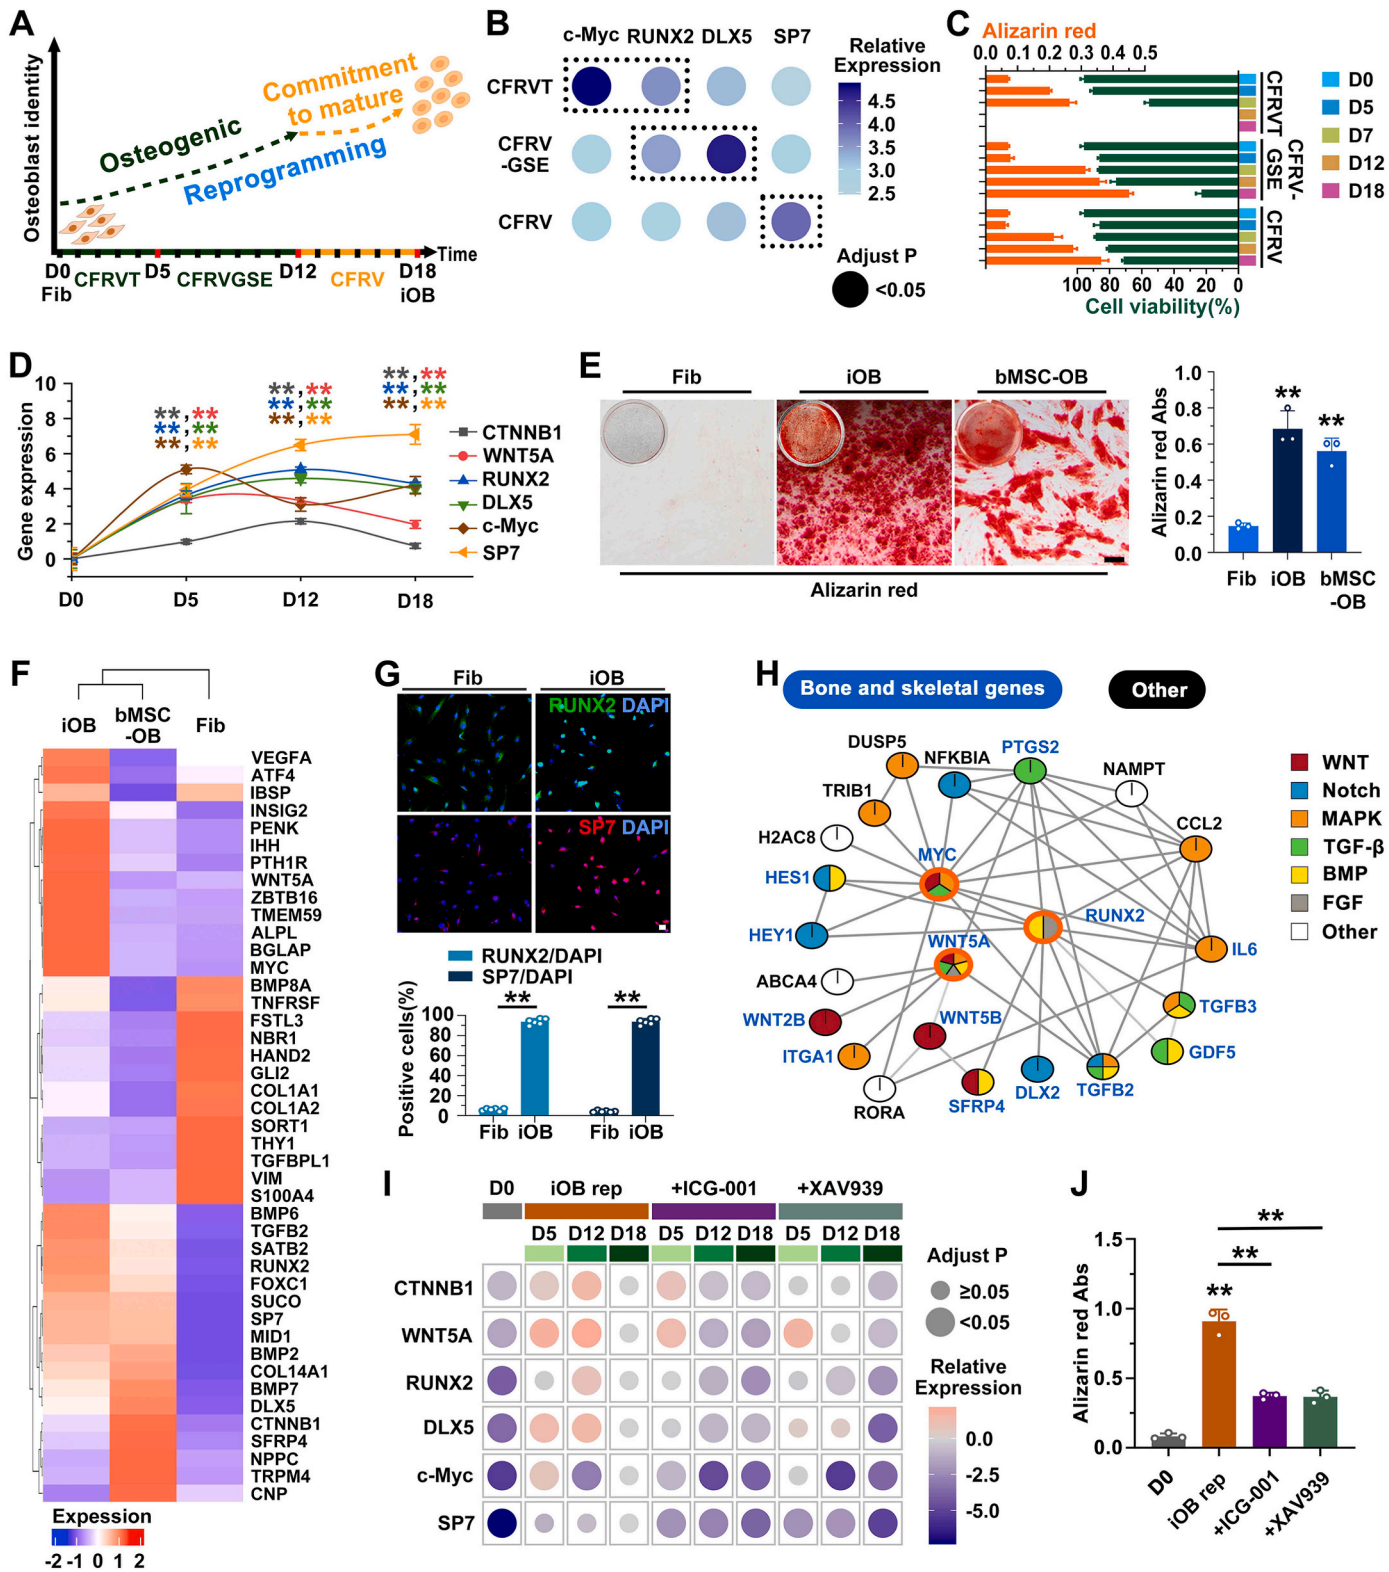 A
Osteoblast identity
Osteogenic
Commitment
to mature
Reprogramming
Time
D0
CFRVT
D5
CFRVGSE
D12
CFRV
D18
Fib
iOB
B
c-Myc RUNX2 DLX5 SP7
CFRVT
CFRV
-GSE
CFRV
Relative
Expression
4.5
4.0
3.5
3.0
2.5
Adjust P
<0.05
C
Alizarin red
0.0 0.1 0.2 0.3 0.4 0.5
CFRVT
CFRV-
GSE
CFRV
100 80 60 40 20 0
Cell viability(%)
D0
D5
D7
D12
D18
D
Gene expression
10
8
6
4
2
0
D0 D5 D12 D18
**,**
**,**
**,**
**,**
**,**
**,**
**,**
**,**
**,**
CTNNB1
WNT5A
RUNX2
DLX5
c-Myc
SP7
E
Fib iOB bMSC-OB
Alizarin red
Alizarin red Abs
1.0
0.8
0.6
0.4
0.2
0.0
**
**
Fib iOB bMSC
-OB
F
iOB bMSC
-OB Fib
VEGFA
ATF4
IBSP
INSIG2
PENK
IHH
PTH1R
WNT5A
ZBTB16
TMEM59
ALPL
BGLAP
MYC
BMP8A
TNFRSF
FSTL3
NBR1
HAND2
GLI2
COL1A1
COL1A2
SORT1
THY1
TGFBPL1
VIM
S100A4
BMP6
TGFB2
SATB2
RUNX2
FOXC1
SUCO
SP7
MID1
BMP2
COL14A1
BMP7
DLX5
CTNNB1
SFRP4
NPPC
TRPM4
CNP
Expession
-2 -1 0 1 2
G
Fib iOB
RUNX2 DAPI
SP7 DAPI
RUNX2/DAPI
SP7/DAPI
Positive cells(%)
100
80
60
40
20
0
**
**
Fib iOB Fib iOB
H
Bone and skeletal genes
Other
DUSP5
NFKBIA
PTGS2
NAMPT
TRIB1
CCL2
H2AC8
MYC
HES1
RUNX2
HEY1
WNT5A
IL6
ABCA4
TGFB3
WNT2B
WNT5B
ITGA1
GDF5
RORA
SFRP4
DLX2
TGFB2
WNT
Notch
MAPK
TGF-β
BMP
FGF
Other
I
D0 iOB rep +ICG-001 +XAV939
D5 D12 D18 D5 D12 D18 D5 D12 D18
CTNNB1
WNT5A
RUNX2
DLX5
c-Myc
SP7
Adjust P
≥0.05
<0.05
Relative
Expression
0.0
-2.5
-5.0
J
Alizarin red Abs
1.5
1.0
0.5
0.0
**
**
**
D0
iOB rep
+ICG-001
+XAV939